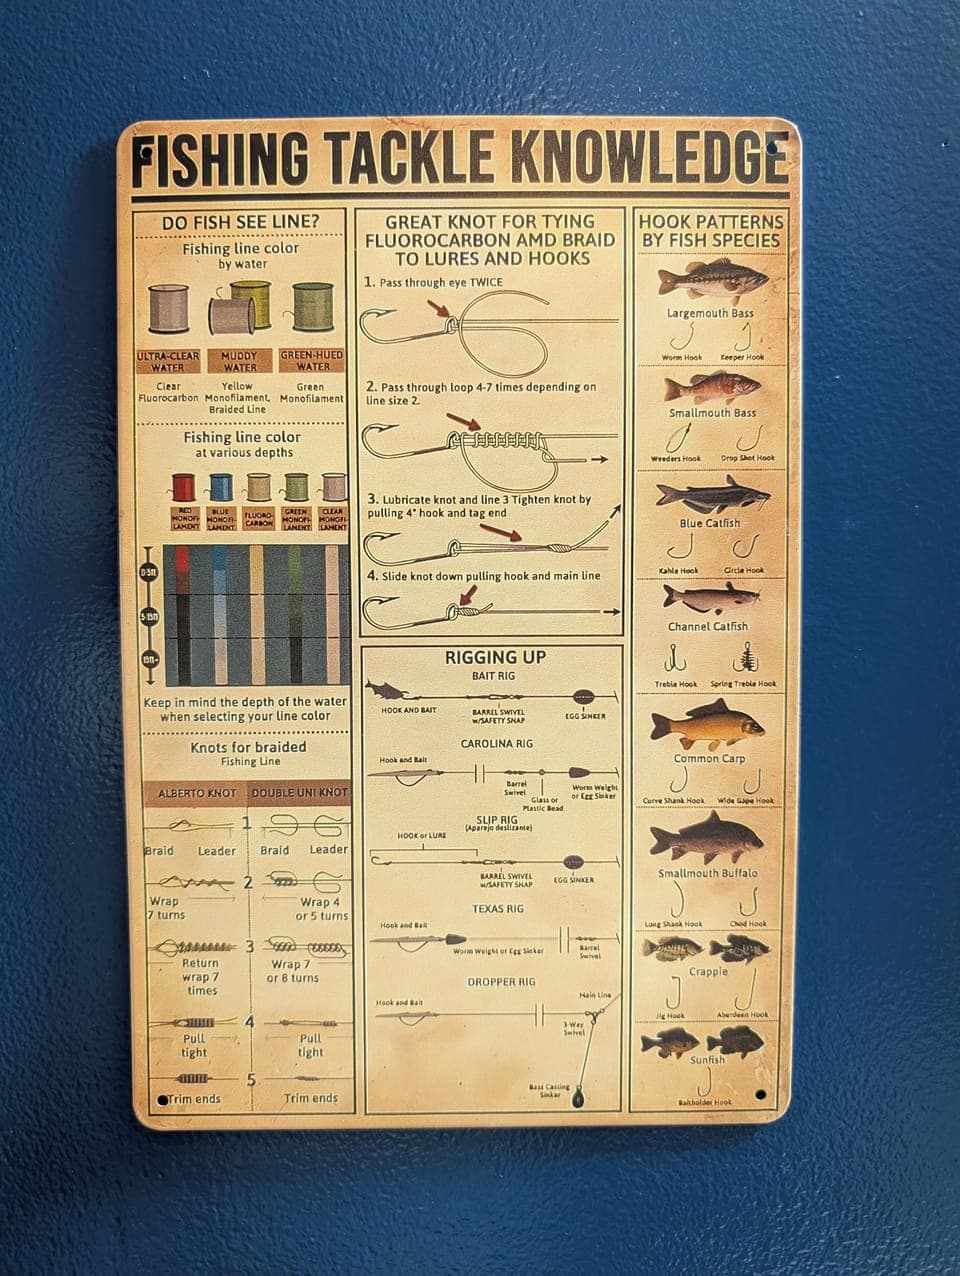 FISHING TACKLE KNOWLEDGE
DO FISH SEE LINE?
Fishing line color
by water
ULTRA-CLEAR
WATER
MUDDY
WATER
GREEN-HUED
WATER
Clear
Fluorocarbon
Yellow
Monofilament,
Braided Line
Green
Monofilament
Fishing line color
at various depths
RED
MONOFI-
LAMENT
BLUE
MONOFI-
LAMENT
FLUORO-
CARBON
GREEN
MONOFI-
LAMENT
CLEAR
MONOFI-
LAMENT
0-5ft
5-15ft
15ft+
Keep in mind the depth of the water
when selecting your line color
Knots for braided
Fishing Line
ALBERTO KNOT
DOUBLE UNI KNOT
1
Braid
Leader
Braid
Leader
2
Wrap
7 turns
Wrap 4
or 5 turns
3
Return
wrap 7
times
Wrap 7
or 8 turns
4
Pull
tight
Pull
tight
5
Trim ends
Trim ends
GREAT KNOT FOR TYING
FLUOROCARBON AMD BRAID
TO LURES AND HOOKS
1. Pass through eye TWICE
2. Pass through loop 4-7 times depending on
line size 2.
3. Lubricate knot and line 3 Tighten knot by
pulling 4" hook and tag end
4. Slide knot down pulling hook and main line
RIGGING UP
BAIT RIG
HOOK AND BAIT
BARREL SWIVEL
w/SAFETY SNAP
EGG SINKER
CAROLINA RIG
Hook and Bait
Barrel
Swivel
Glass or
Plastic Bead
Worm Weight
or Egg Sinker
SLIP RIG
(Aparejo deslizante)
HOOK or LURE
BARREL SWIVEL
w/SAFETY SNAP
EGG SINKER
TEXAS RIG
Hook and Bait
Worm Weight or Egg Sinker
Barrel
Swivel
DROPPER RIG
Hook and Bait
Main Line
3-Way
Swivel
Bass Casting
Sinker
HOOK PATTERNS
BY FISH SPECIES
Largemouth Bass
Worm Hook
Keeper Hook
Smallmouth Bass
Weeders Hook
Drop Shot Hook
Blue Catfish
Kahle Hook
Circle Hook
Channel Catfish
Treble Hook
Spring Treble Hook
Common Carp
Curve Shank Hook
Wide Gape Hook
Smallmouth Buffalo
Long Shank Hook
Chod Hook
Crapple
Jig Hook
Aberdeen Hook
Sunfish
Baitholder Hook